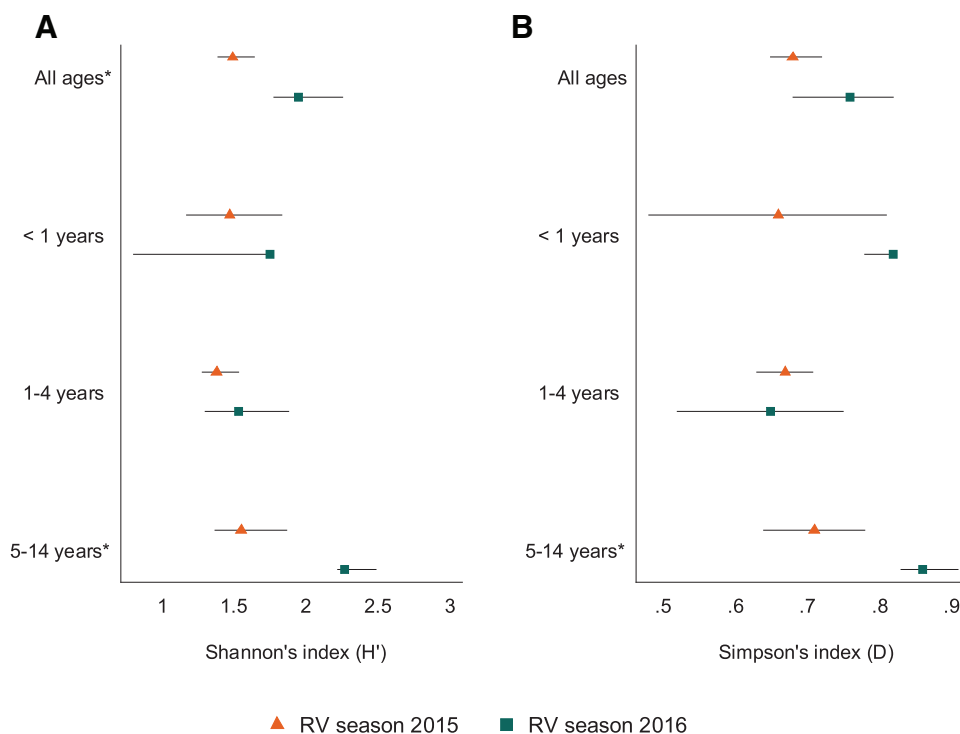 A
All ages*
< 1 years
1-4 years
5-14 years*
1 1.5 2 2.5 3
Shannon's index (H')
B
All ages
< 1 years
1-4 years
5-14 years*
.5 .6 .7 .8 .9
Simpson's index (D)
RV season 2015 RV season 2016